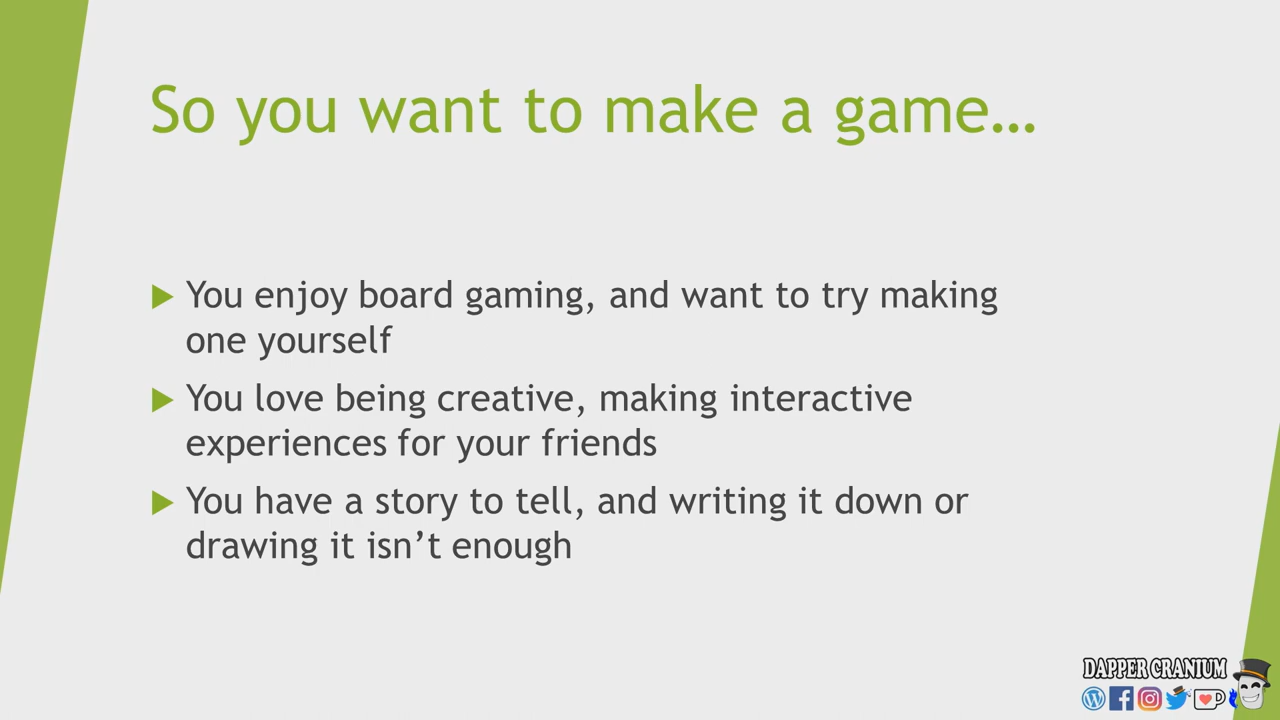 So you want to make a game…
You enjoy board gaming, and want to try making
one yourself
You love being creative, making interactive
experiences for your friends
You have a story to tell, and writing it down or
drawing it isn’t enough
DAPPER CRANIUM